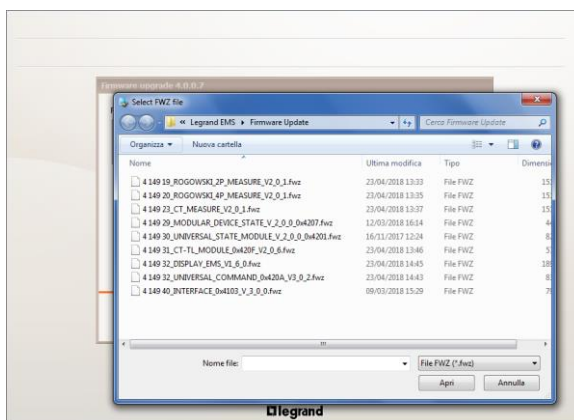 Firmware upgrade 4.0.0.7
Select FWZ file
« Legrand EMS ▸ Firmware Update
Cerca Firmware Update
Organizza
Nuova cartella
Nome Ultima modifica Tipo Dimensi
4 149 19_ROGOWSKI_2P_MEASURE_V2_0_1.fwz 23/04/2018 13:33 File FWZ
4 149 20_ROGOWSKI_4P_MEASURE_V2_0_1.fwz 23/04/2018 13:35 File FWZ
4 149 23_CT_MEASURE_V2_0_1.fwz 23/04/2018 13:37 File FWZ
4 149 29_MODULAR_DEVICE_STATE_V_2_0_0_0x4207.fwz 12/03/2018 16:14 File FWZ
4 149 30_UNIVERSAL_STATE_MODULE_V_2_0_0_0x4201.fwz 16/11/2017 12:24 File FWZ
4 149 31_CT-TL_MODULE_0x420F_V2_0_6.fwz 23/04/2018 13:46 File FWZ
4 149 32_DISPLAY_EMS_V1_6_0.fwz 23/04/2018 14:45 File FWZ
4 149 32_UNIVERSAL_COMMAND_0x420A_V3_0_2.fwz 23/04/2018 14:43 File FWZ
4 149 40_INTERFACE_0x4103_V_3_0_0.fwz 09/03/2018 15:29 File FWZ
Nome file:
File FWZ (*.fwz)
Apri Annulla
legrand